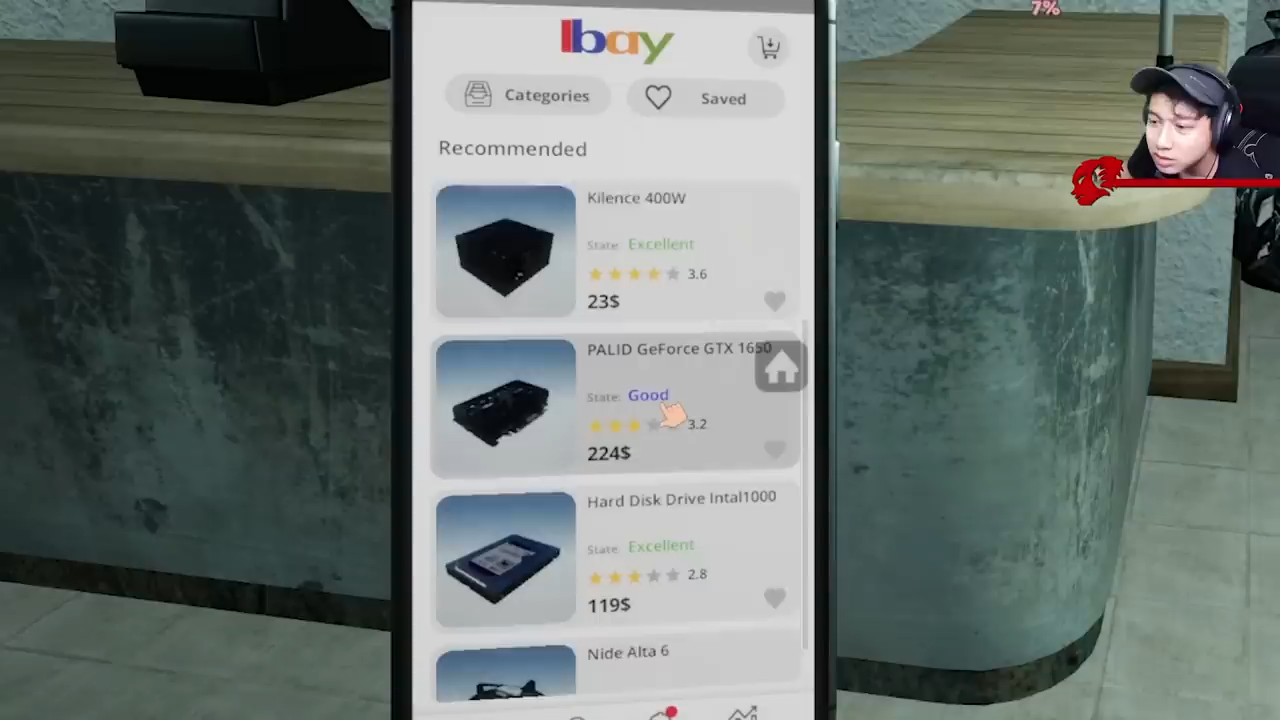 7%
lbay
Categories
Saved
Recommended
Kilence 400W
State: Excellent
3.6
23$
PALID GeForce GTX 1650
State: Good
3.2
224$
Hard Disk Drive Intal1000
State: Excellent
2.8
119$
Nide Alta 6